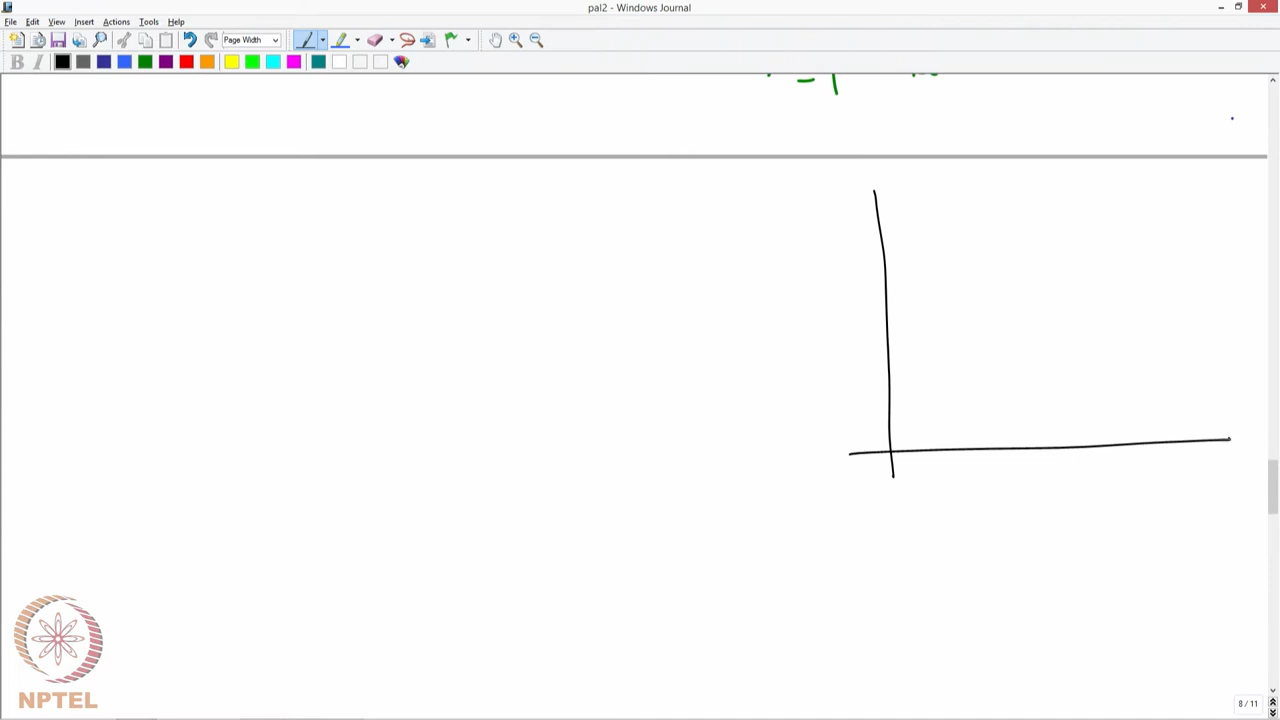 pal2 - Windows Journal
File Edit View Insert Actions Tools Help
Page Width
B I
NPTEL
8 / 11